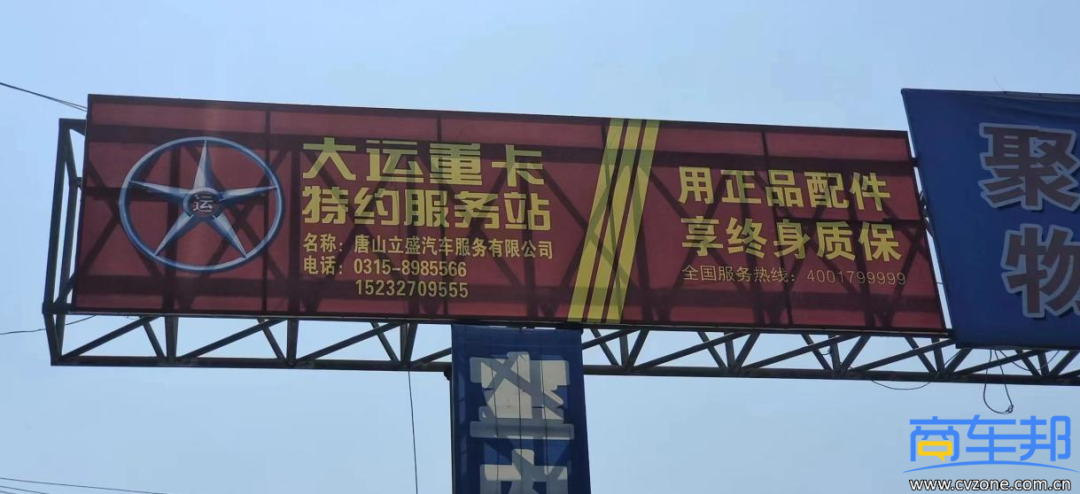 运
大运重卡
特约服务站
名称：唐山立盛汽车服务有限公司
电话：0315-8985566
15232709555
用正品配件
享终身质保
全国服务热线：4001799999
聚
物
商车邦
www.cvzone.com.cn